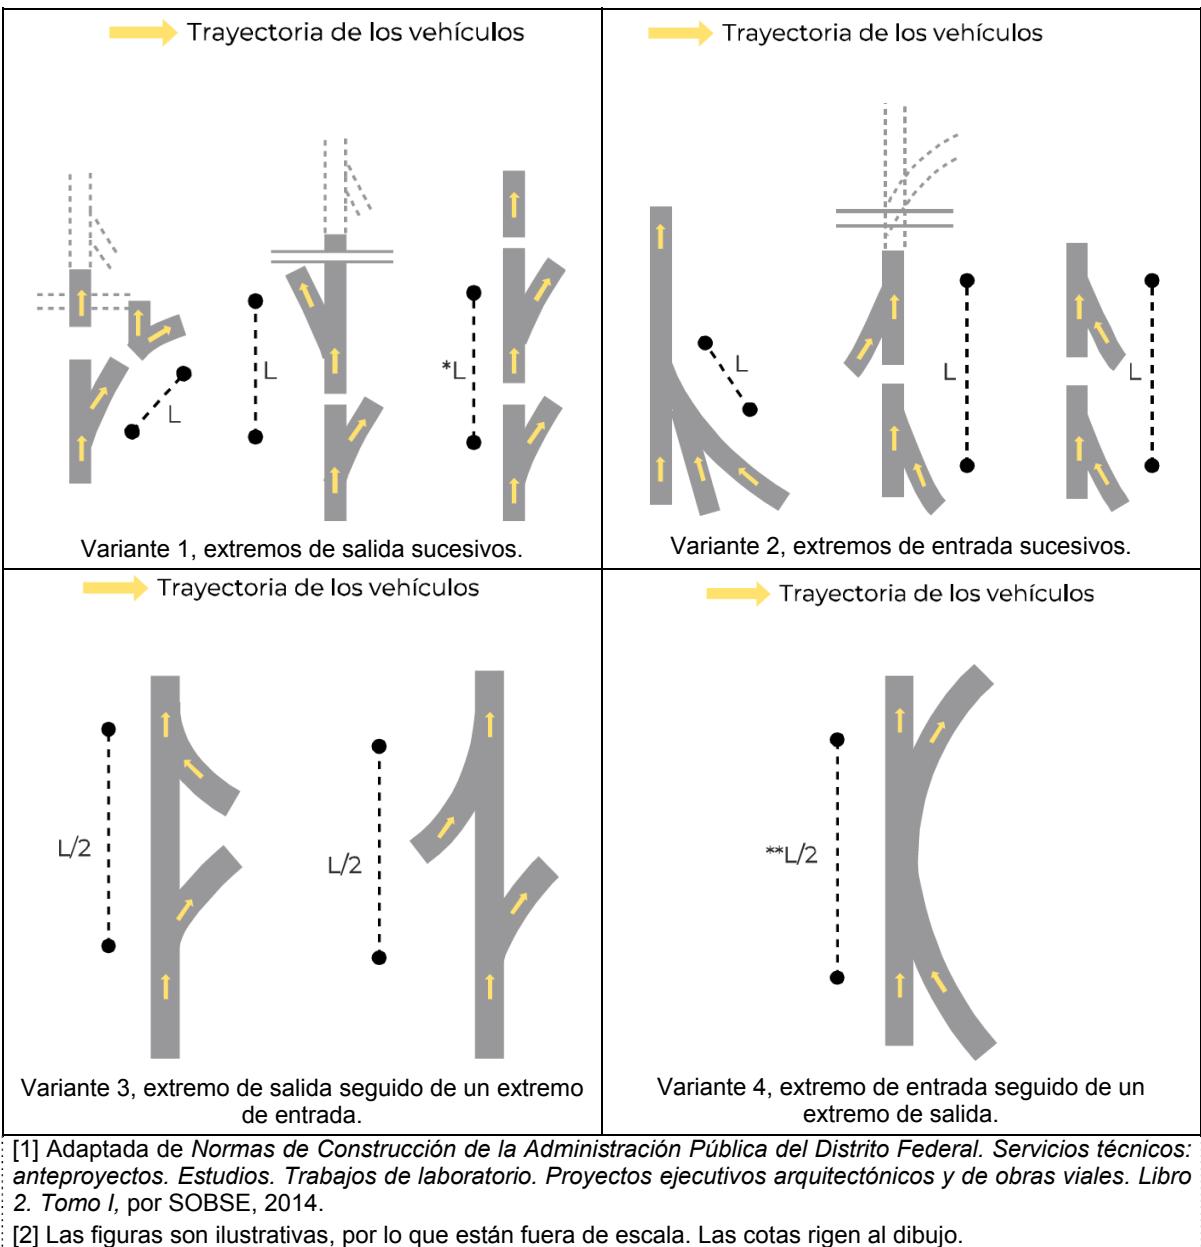 Trayectoria de los vehículos
L
L
*L
Variante 1, extremos de salida sucesivos.
Trayectoria de los vehículos
L
L
L
Variante 2, extremos de entrada sucesivos.
Trayectoria de los vehículos
L/2
L/2
Variante 3, extremo de salida seguido de un extremo
de entrada.
Trayectoria de los vehículos
**L/2
Variante 4, extremo de entrada seguido de un
extremo de salida.
[1] Adaptada de Normas de Construcción de la Administración Pública del Distrito Federal. Servicios técnicos:
anteproyectos. Estudios. Trabajos de laboratorio. Proyectos ejecutivos arquitectónicos y de obras viales. Libro
2. Tomo I, por SOBSE, 2014.
[2] Las figuras son ilustrativas, por lo que están fuera de escala. Las cotas rigen al dibujo.